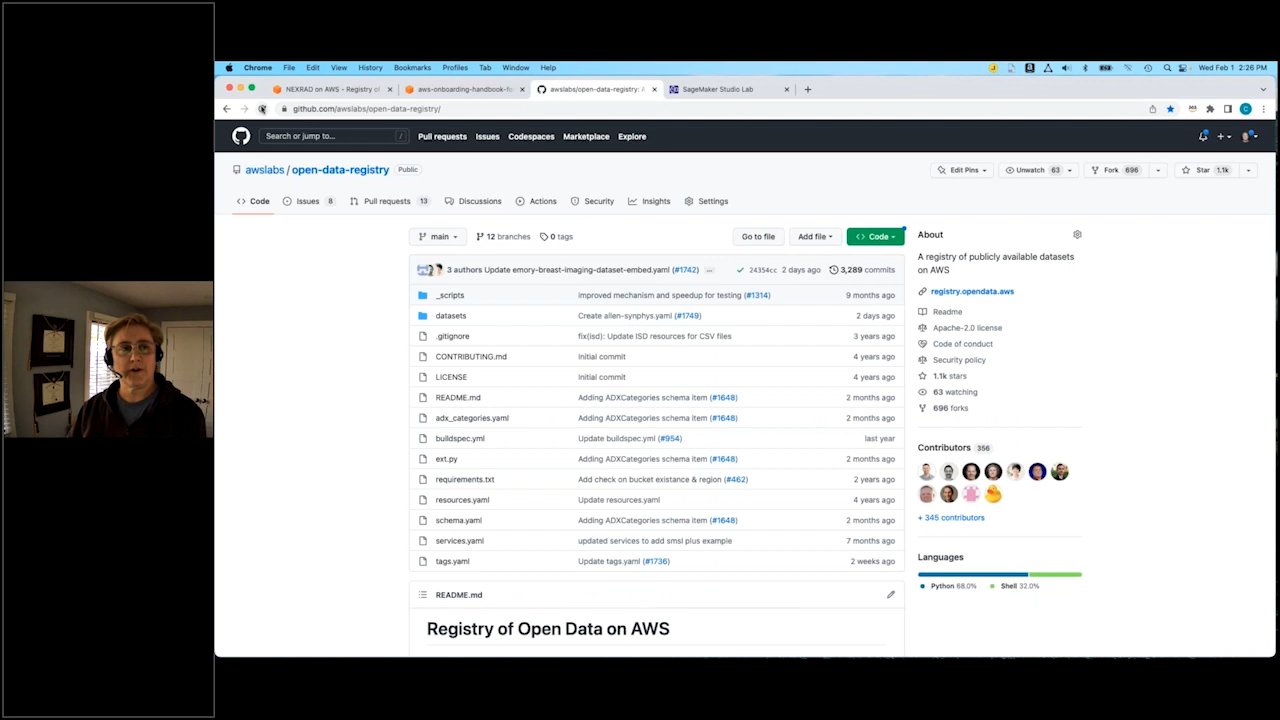 Chrome File Edit View History Bookmarks Profiles Tab Window Help Wed Feb 1 2:26 PM
NEXRAD on AWS - Registry of aws-onboarding-handbook-fo awslabs/open-data-registry: A SageMaker Studio Lab
github.com/awslabs/open-data-registry/
Search or jump to... / Pull requests Issues Codespaces Marketplace Explore
awslabs / open-data-registry Public Edit Pins Unwatch 63 Fork 696 Star 1.1k
Code Issues 8 Pull requests 13 Discussions Actions Security Insights Settings
main 12 branches 0 tags Go to file Add file Code
3 authors Update emory-breast-imaging-dataset-embed.yaml (#1742) ... 24354cc 2 days ago 3,289 commits
_scripts improved mechanism and speedup for testing (#1314) 9 months ago
datasets Create allen-synphys.yaml (#1749) 2 days ago
.gitignore fix(isd): Update ISD resources for CSV files 3 years ago
CONTRIBUTING.md Initial commit 4 years ago
LICENSE Initial commit 4 years ago
README.md Adding ADXCategories schema item (#1648) 2 months ago
adx_categories.yaml Adding ADXCategories schema item (#1648) 2 months ago
buildspec.yml Update buildspec.yml (#954) last year
ext.py Adding ADXCategories schema item (#1648) 2 months ago
requirements.txt Add check on bucket existance & region (#462) 2 years ago
resources.yaml Update resources.yaml 4 years ago
schema.yaml Adding ADXCategories schema item (#1648) 2 months ago
services.yaml updated services to add smsl plus example 7 months ago
tags.yaml Update tags.yaml (#1736) 2 weeks ago
README.md
Registry of Open Data on AWS
About
A registry of publicly available datasets
on AWS
registry.opendata.aws
Readme
Apache-2.0 license
Code of conduct
Security policy
1.1k stars
63 watching
696 forks
Contributors 356
+ 345 contributors
Languages
Python 68.0% Shell 32.0%